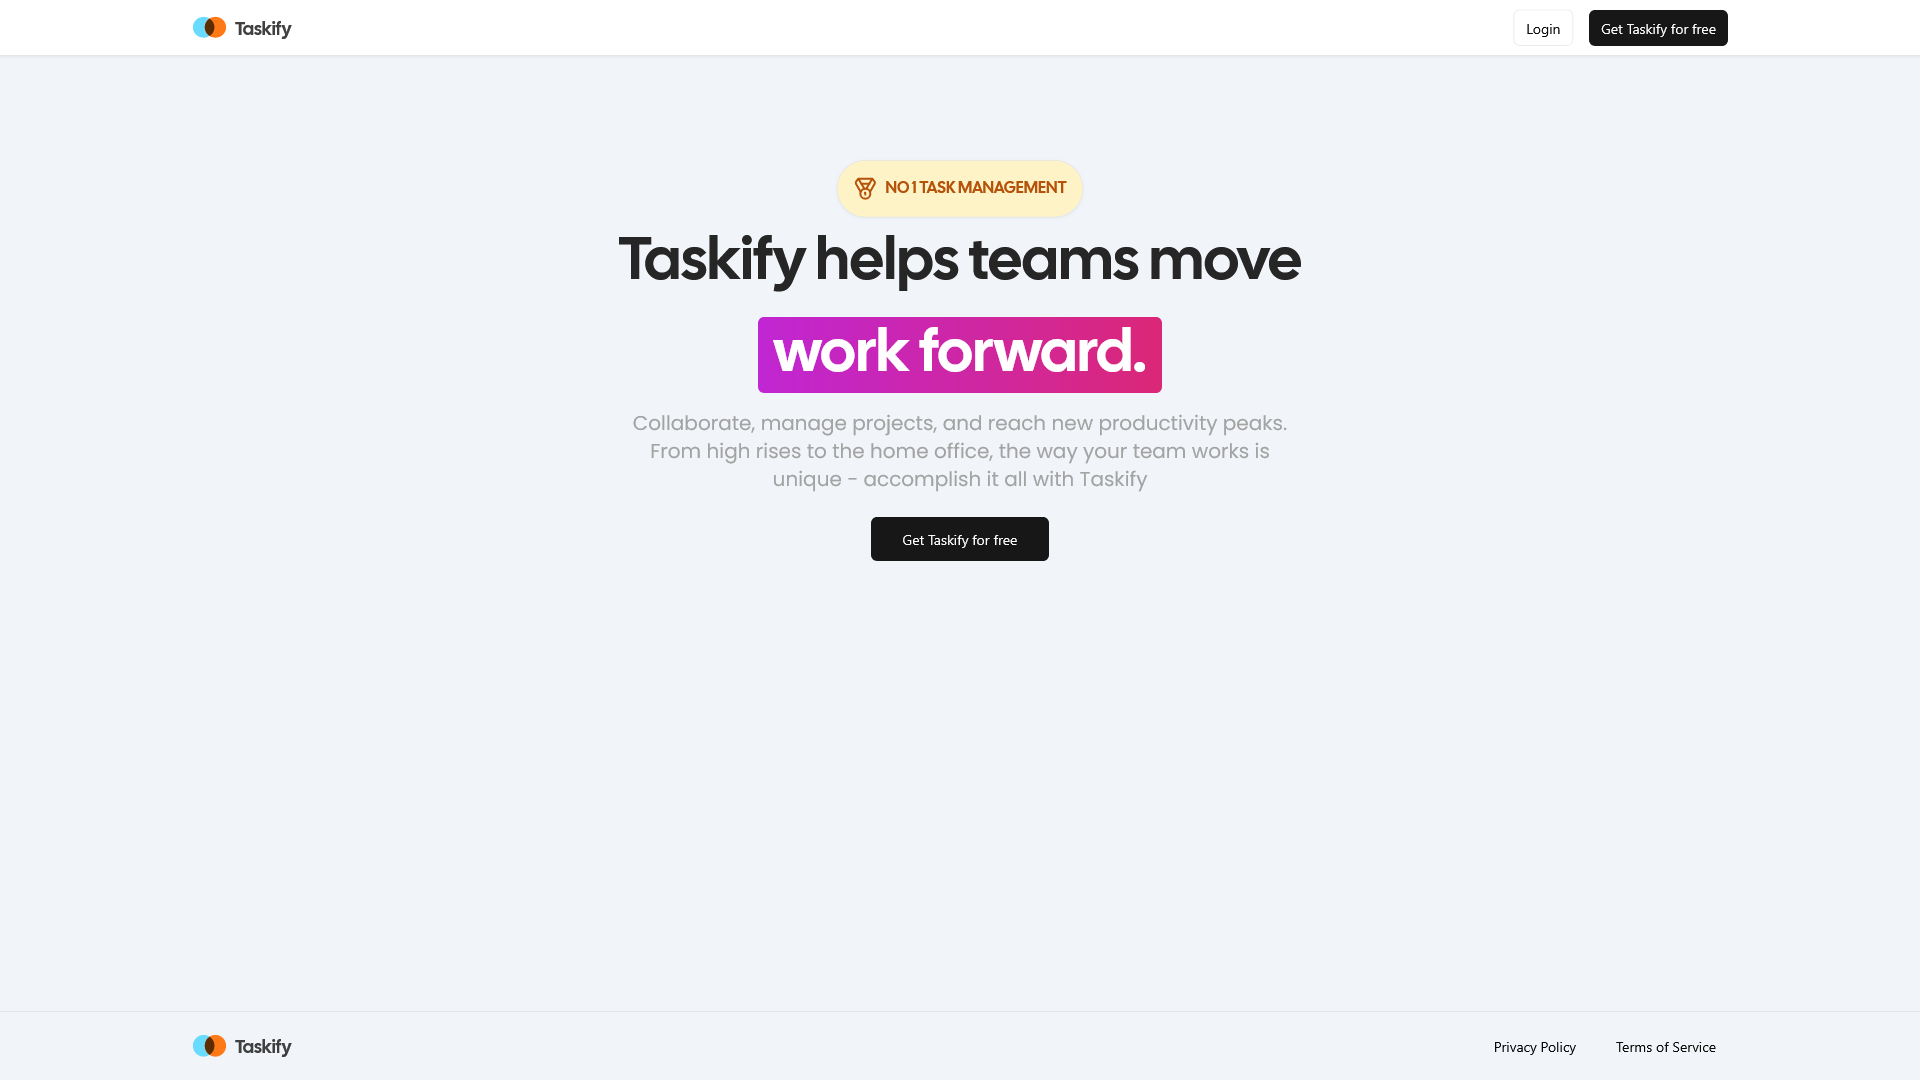 Taskify
Login
Get Taskify for free
NO 1 TASK MANAGEMENT
Taskify helps teams move
work forward.
Collaborate, manage projects, and reach new productivity peaks.
From high rises to the home office, the way your team works is
unique - accomplish it all with Taskify
Get Taskify for free
Taskify
Privacy Policy
Terms of Service